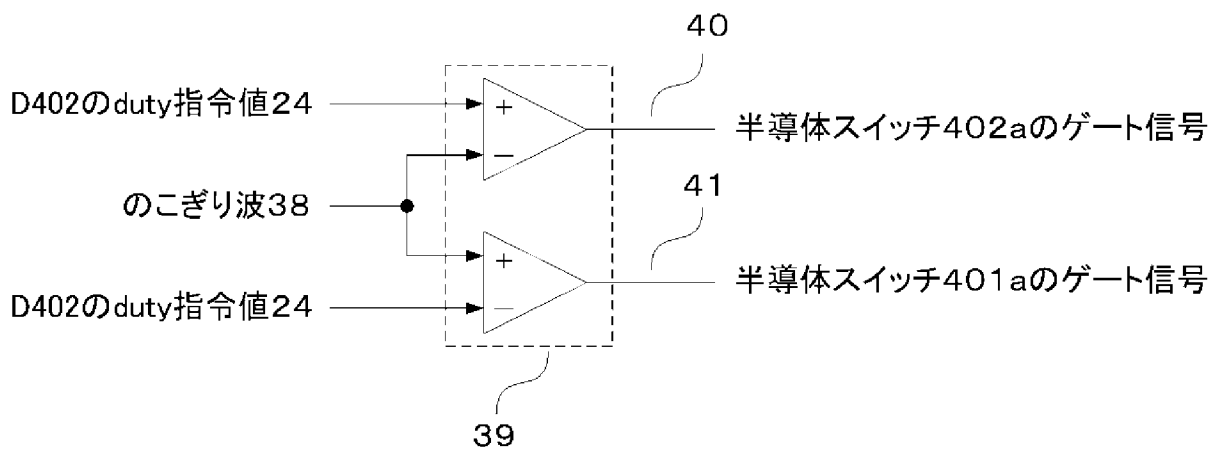 40
D402のduty指令値24
+
半導体スイッチ402aのゲート信号
−
のこぎり波38
41
+
半導体スイッチ401aのゲート信号
D402のduty指令値24
−
39